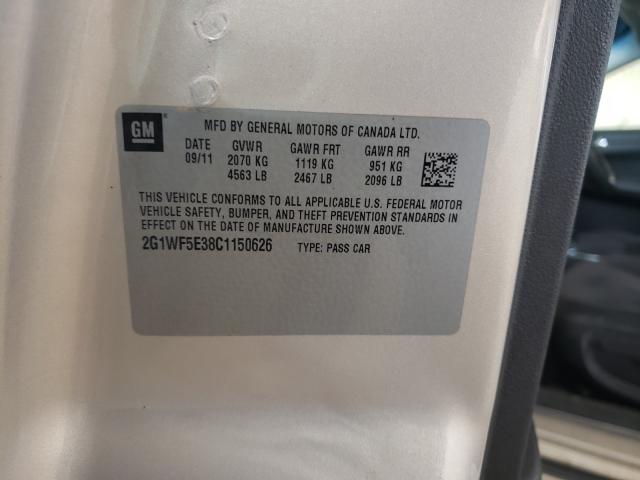 GM
MFD BY GENERAL MOTORS OF CANADA LTD.
DATE GVWR GAWR FRT GAWR RR
09/11 2070 KG 1119 KG 951 KG
4563 LB 2467 LB 2096 LB
THIS VEHICLE CONFORMS TO ALL APPLICABLE U.S. FEDERAL MOTOR
VEHICLE SAFETY, BUMPER, AND THEFT PREVENTION STANDARDS IN
EFFECT ON THE DATE OF MANUFACTURE SHOWN ABOVE.
2G1WF5E38C1150626 TYPE: PASS CAR